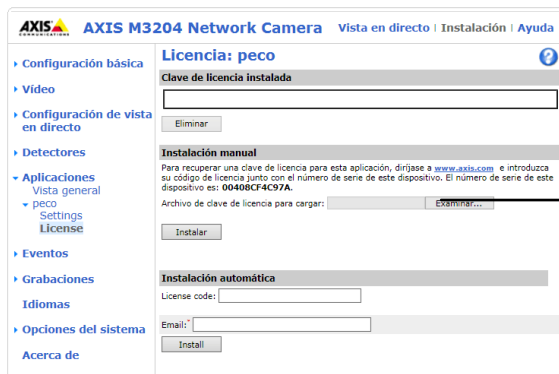 AXIS COMMUNICATIONS
AXIS M3204 Network Camera
Vista en directo | Instalación | Ayuda
Configuración básica
Vídeo
Configuración de vista
en directo
Detectores
Aplicaciones
Vista general
peco
Settings
License
Eventos
Grabaciones
Idiomas
Opciones del sistema
Acerca de
Licencia: peco
?
Clave de licencia instalada
Eliminar
Instalación manual
Para recuperar una clave de licencia para esta aplicación, diríjase a www.axis.com e introduzca
su código de licencia junto con el número de serie de este dispositivo. El número de serie de este
dispositivo es: 00408CF4C97A.
Archivo de clave de licencia para cargar:
Examinar...
Instalar
Instalación automática
License code:
Email:*
Install